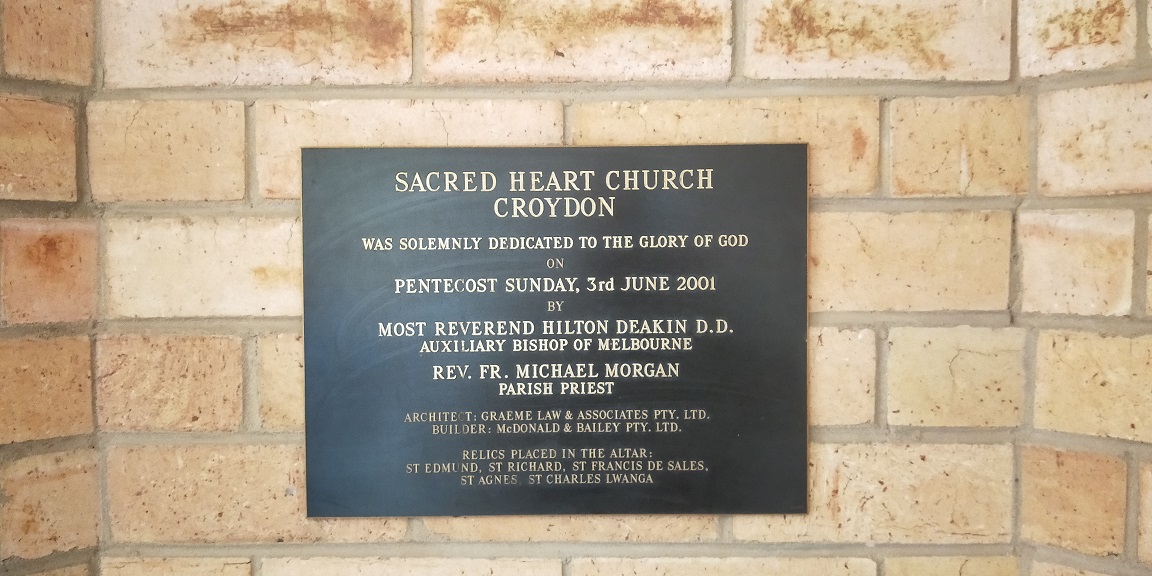 SACRED HEART CHURCH
CROYDON
WAS SOLEMNLY DEDICATED TO THE GLORY OF GOD
ON
PENTECOST SUNDAY, 3rd JUNE 2001
BY
MOST REVEREND HILTON DEAKIN D.D.
AUXILIARY BISHOP OF MELBOURNE
REV. FR. MICHAEL MORGAN
PARISH PRIEST
ARCHITECT: GRAEME LAW & ASSOCIATES PTY. LTD.
BUILDER: McDONALD & BAILEY PTY. LTD.
RELICS PLACED IN THE ALTAR:
ST EDMUND, ST RICHARD, ST FRANCIS DE SALES,
ST AGNES, ST CHARLES LWANGA